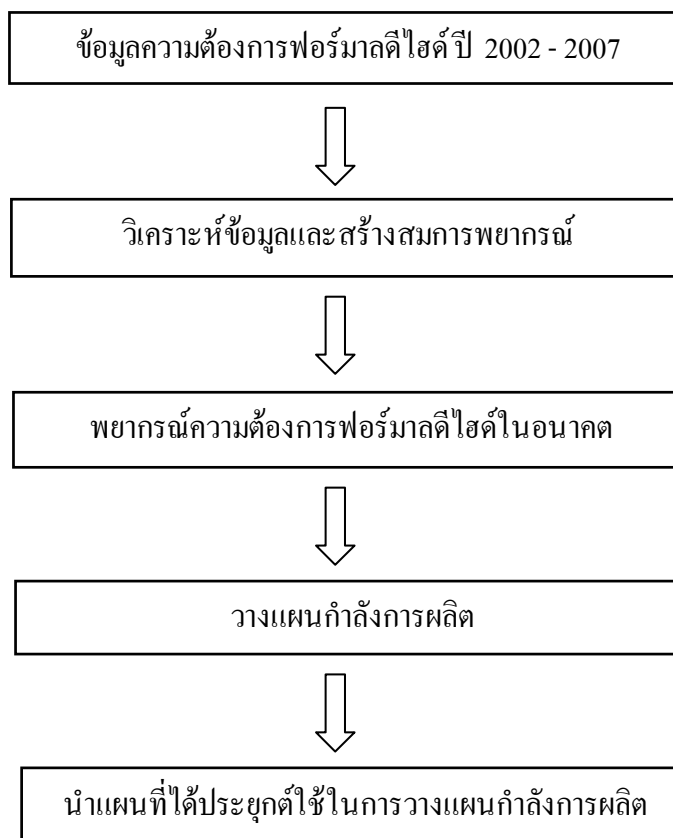 ข้อมูลความต้องการฟอร์มาลดีไฮด์ ปี 2002 - 2007
วิเคราะห์ข้อมูลและสร้างสมการพยากรณ์
พยากรณ์ความต้องการฟอร์มาลดีไฮด์ในอนาคต
วางแผนกำลังการผลิต
นำแผนที่ได้ประยุกต์ใช้ในการวางแผนกำลังการผลิต